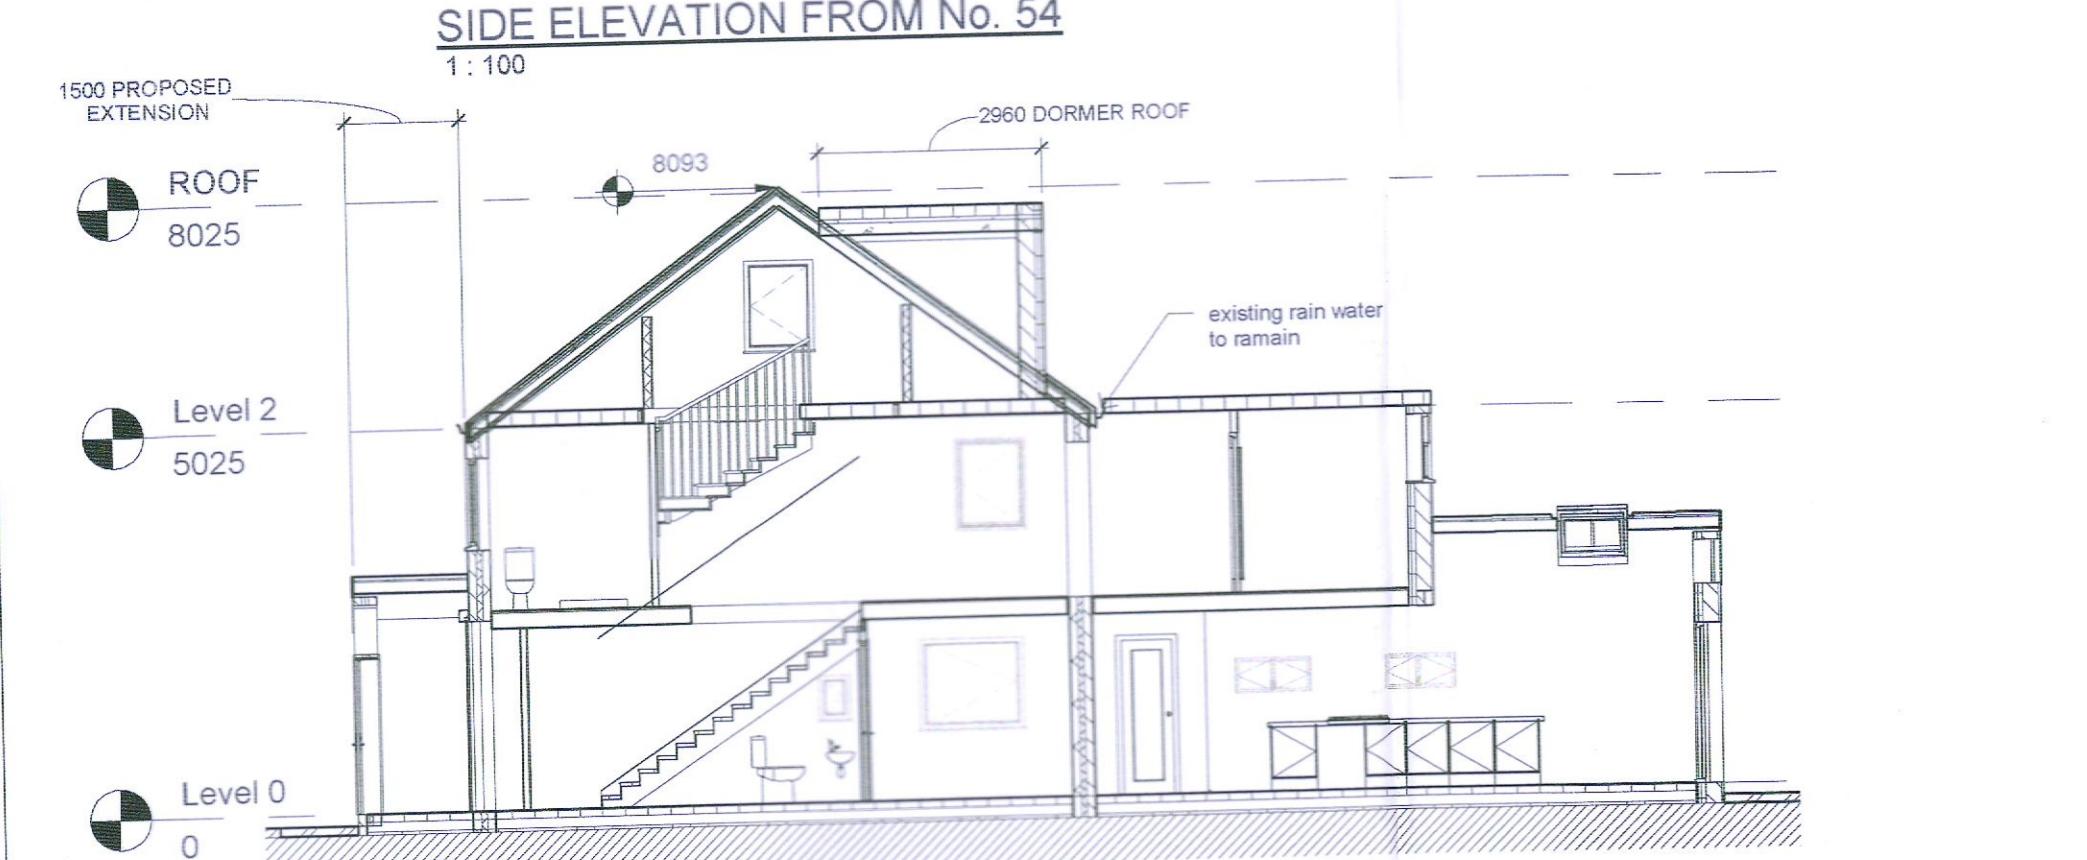 SIDE ELEVATION FROM No. 54
1 : 100
1500 PROPOSED
EXTENSION
2960 DORMER ROOF
8093
ROOF
8025
existing rain water
to ramain
Level 2
5025
Level 0
0